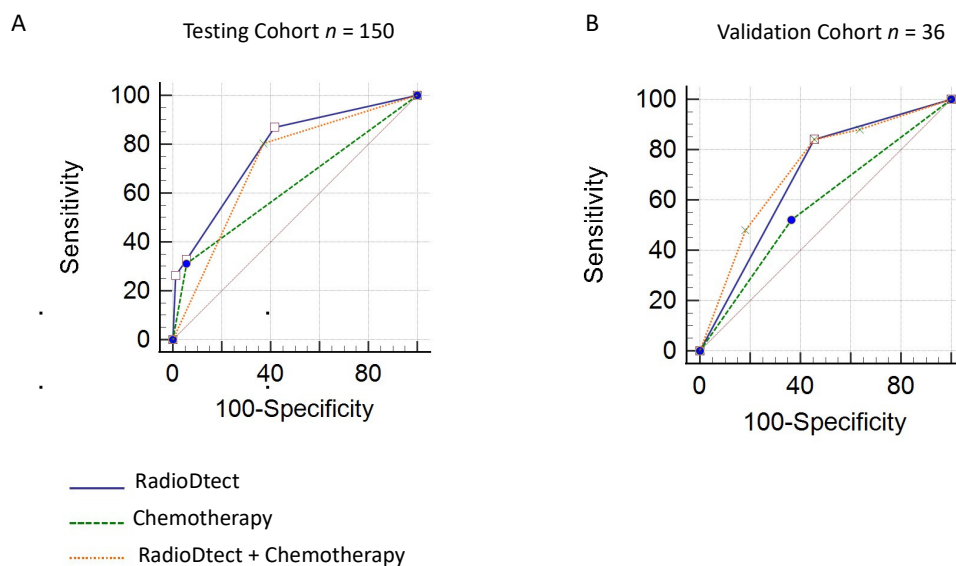 A
Testing Cohort n = 150
100
80
60
40
20
0
Sensitivity
0 40 80
100-Specificity
B
Validation Cohort n = 36
100
80
60
40
20
0
Sensitivity
0 40 80
100-Specificity
RadioDtect
Chemotherapy
RadioDtect + Chemotherapy